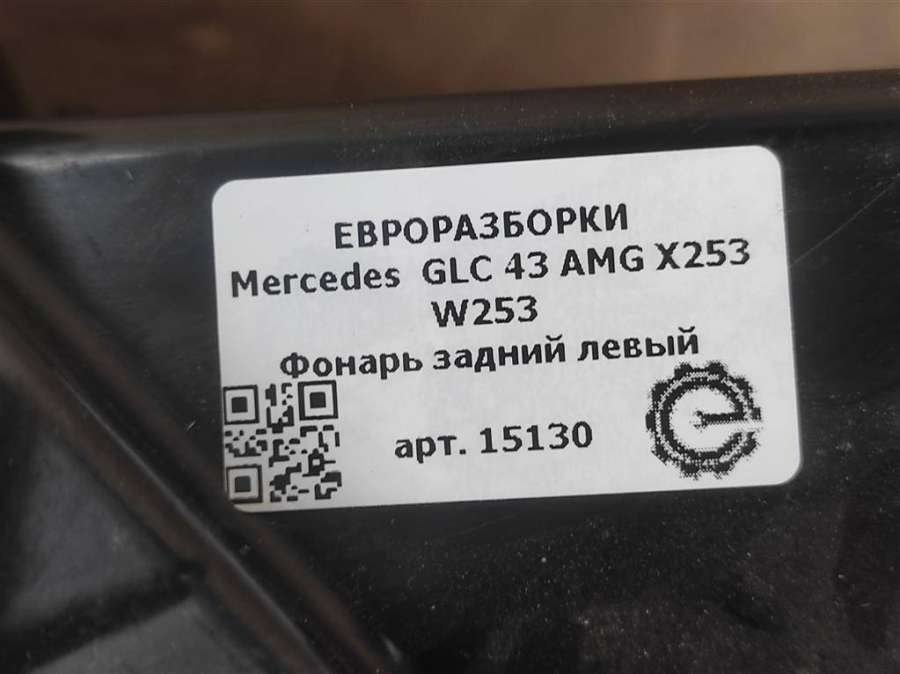 ЕВРОРАЗБОРКИ
Mercedes GLC 43 AMG X253
W253
Фонарь задний левый
арт. 15130